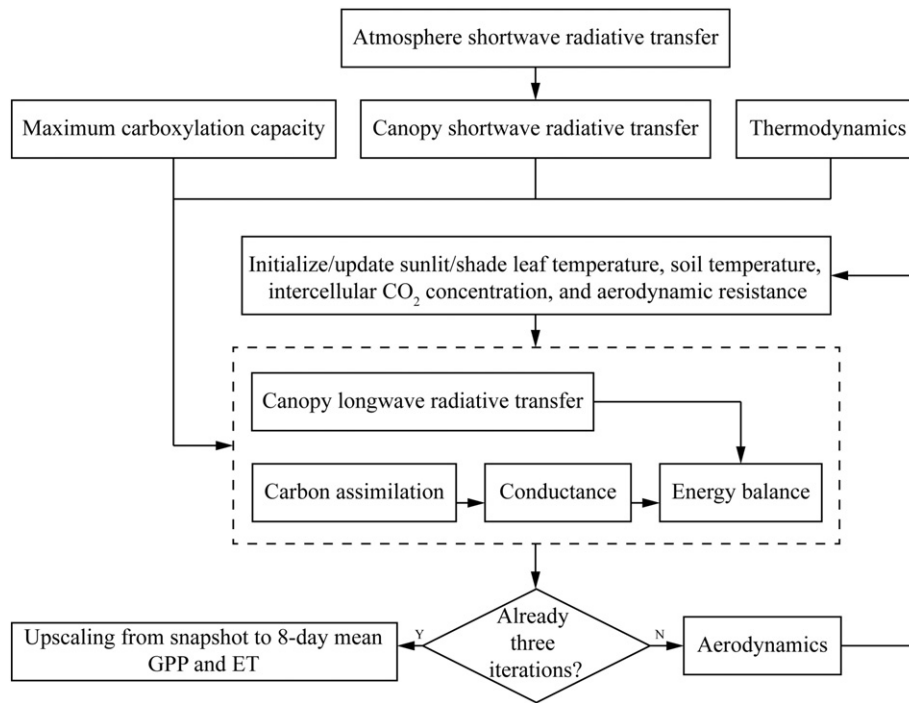 Atmosphere shortwave radiative transfer
Maximum carboxylation capacity
Canopy shortwave radiative transfer
Thermodynamics
Initialize/update sunlit/shade leaf temperature, soil temperature,
intercellular CO₂ concentration, and aerodynamic resistance
Canopy longwave radiative transfer
Carbon assimilation
Conductance
Energy balance
Already
three
iterations?
Y
N
Upscaling from snapshot to 8-day mean
GPP and ET
Aerodynamics